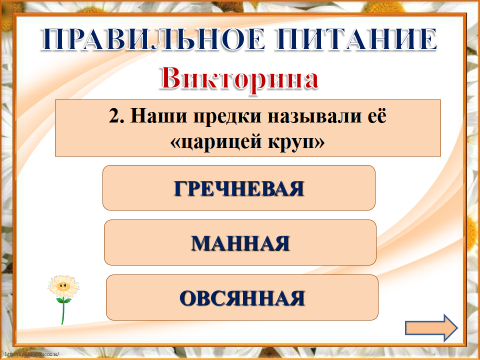 ПРАВИЛЬНОЕ ПИТАНИЕ
Викторина
2. Наши предки называли её
«царицей круп»
ГРЕЧНЕВАЯ
МАННАЯ
ОВСЯННАЯ